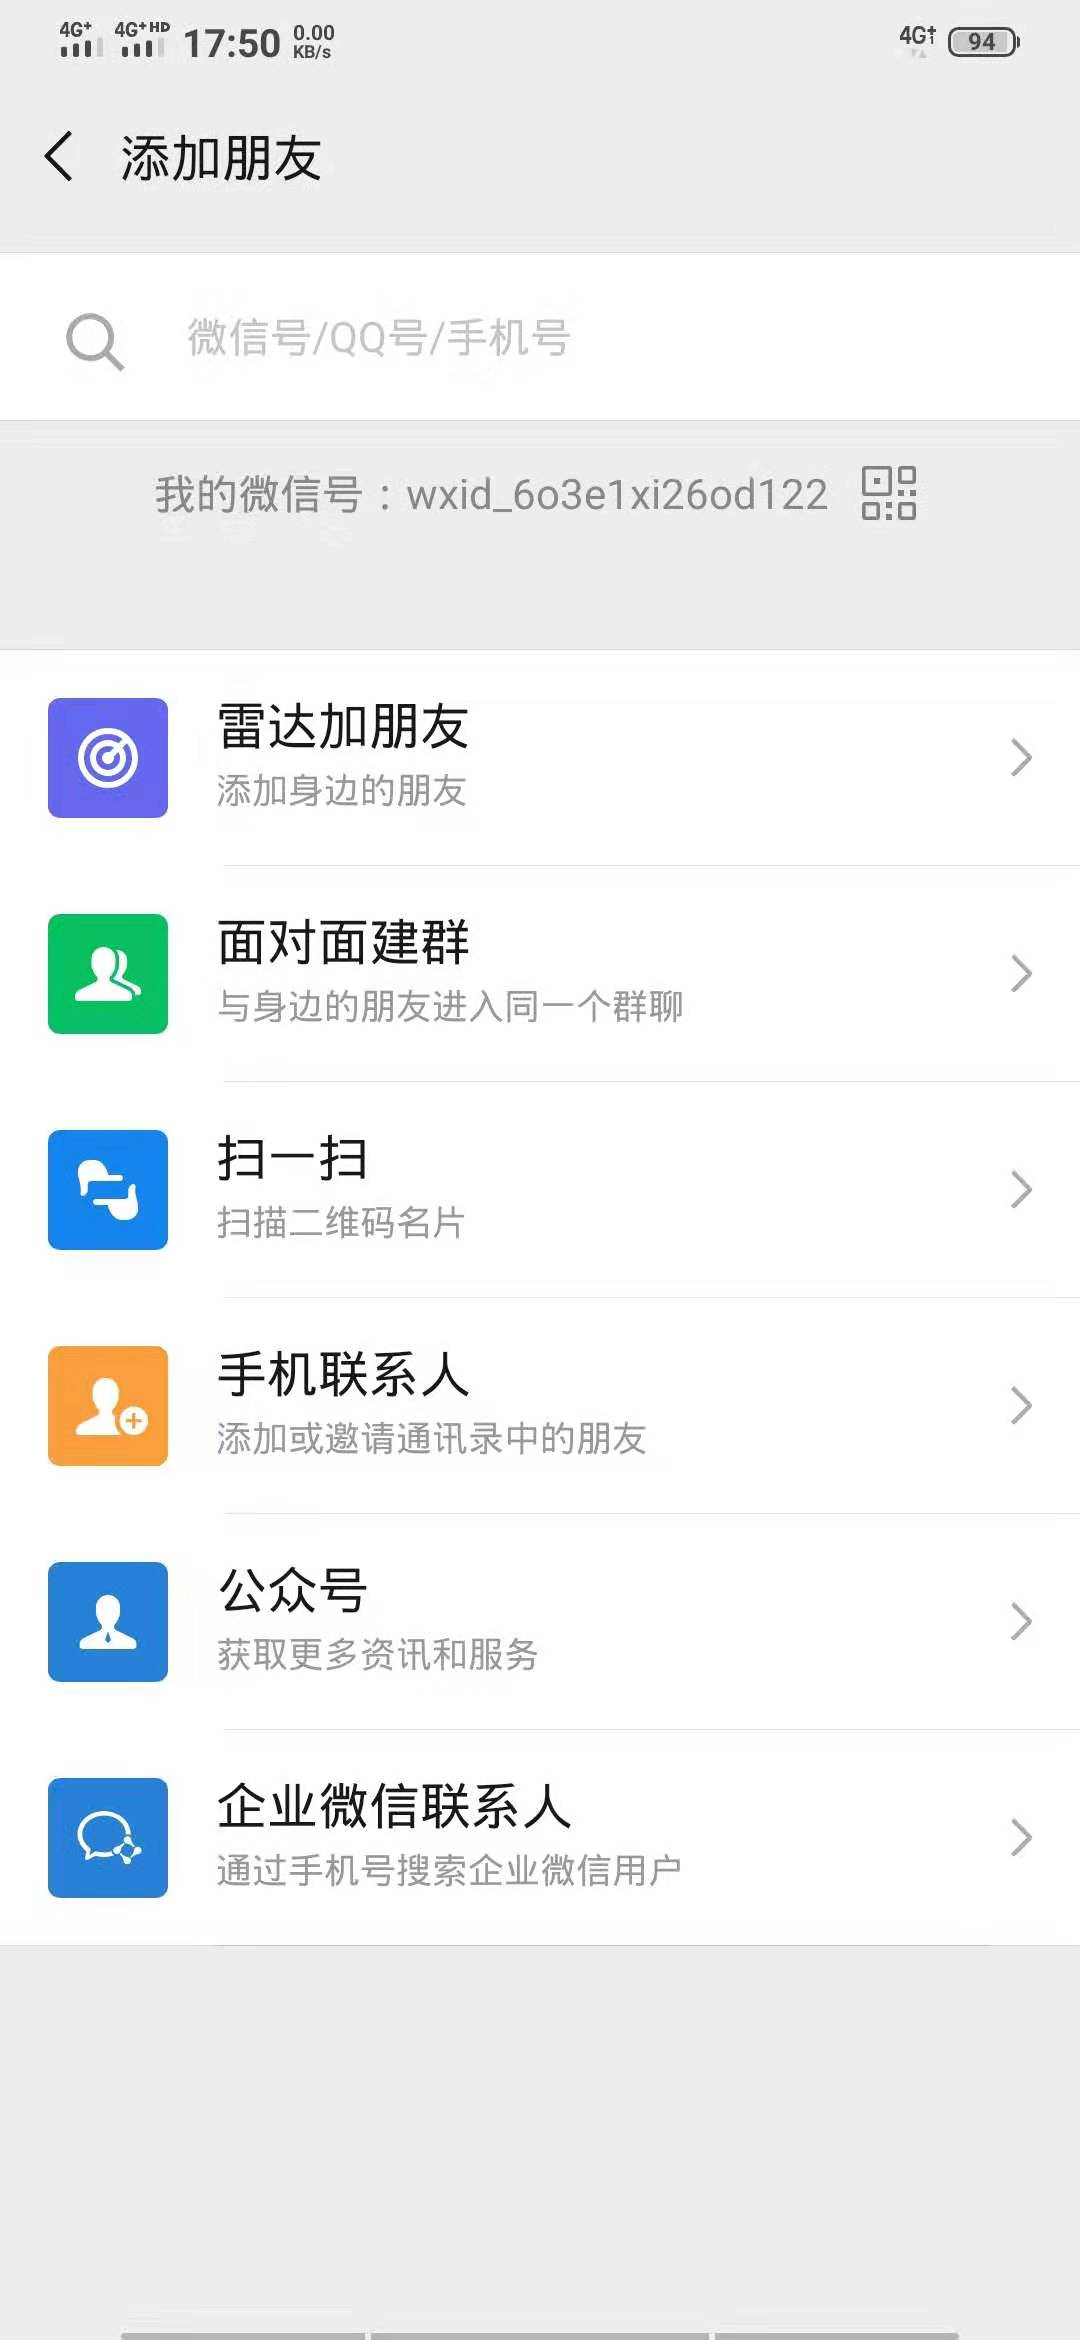 4G+ 4G+ HD 17:50 0.00 KB/s 4G+ 94
添加朋友
微信号/QQ号/手机号
我的微信号：wxid_6o3e1xi26od122
雷达加朋友
添加身边的朋友
面对面建群
与身边的朋友进入同一个群聊
扫一扫
扫描二维码名片
手机联系人
添加或邀请通讯录中的朋友
公众号
获取更多资讯和服务
企业微信联系人
通过手机号搜索企业微信用户